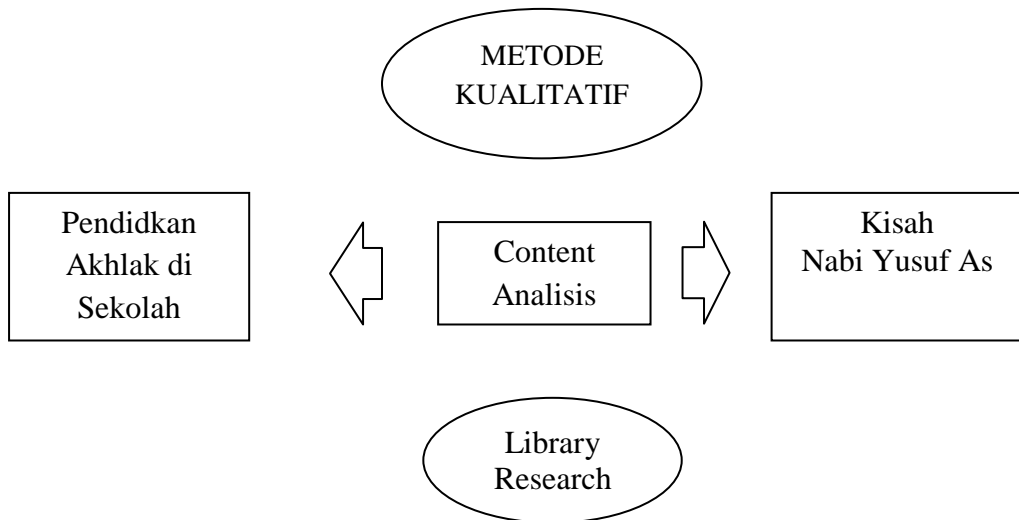 METODE
KUALITATIF
Pendidkan
Akhlak di
Sekolah
Content
Analisis
Kisah
Nabi Yusuf As
Library
Research